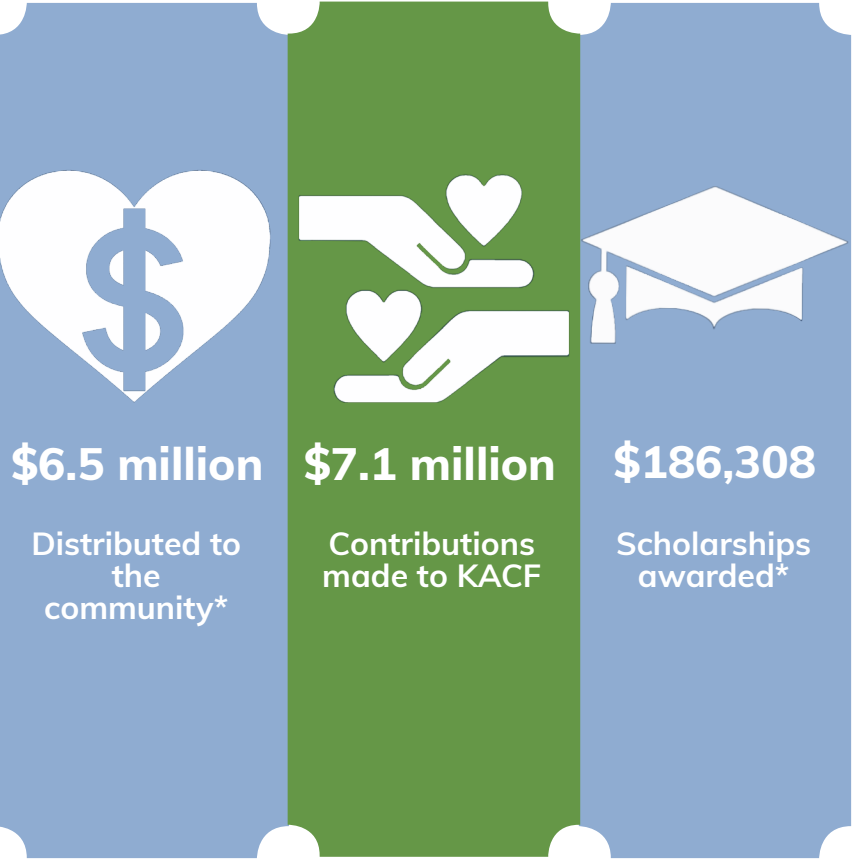 $6.5 million
Distributed to
the
community*
$7.1 million
Contributions
made to KACF
$186,308
Scholarships
awarded*